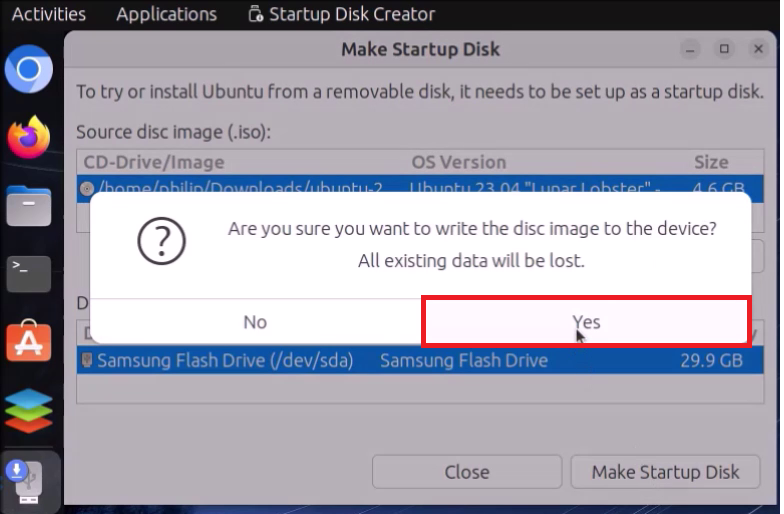 Activities Applications Startup Disk Creator
Make Startup Disk
To try or install Ubuntu from a removable disk, it needs to be set up as a startup disk.
Source disc image (.iso):
CD-Drive/Image OS Version Size
/home/philip/Downloads/ubuntu-2 Ubuntu 23.04 "Lunar Lobster" - 4.6 GB
Are you sure you want to write the disc image to the device?
All existing data will be lost.
D
No Yes
Samsung Flash Drive (/dev/sda) Samsung Flash Drive 29.9 GB
Close Make Startup Disk